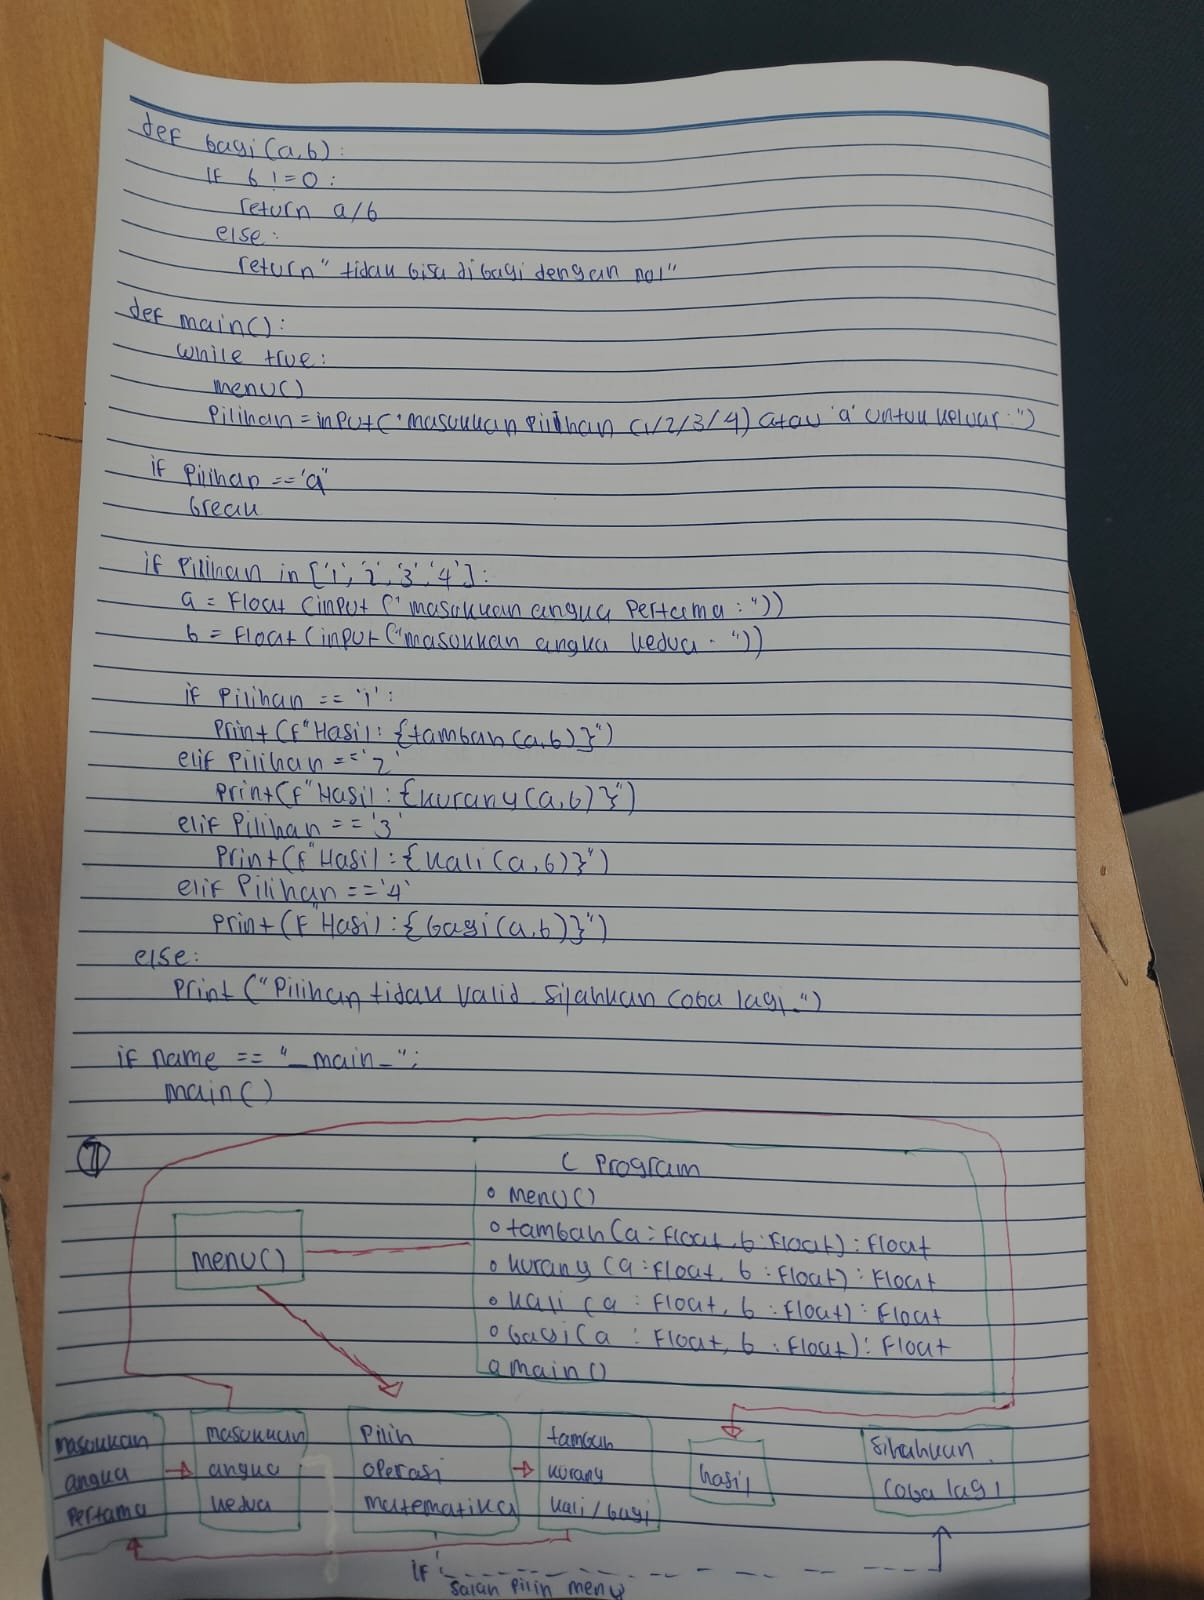 def bagi(a,b):
if b != 0 :
return a/b
else:
return "tidak bisa dibagi dengan nol"
def main():
while true:
menu()
Pilihan = input("masukkan pilihan (1/2/3/4) atau 'a' untuk keluar :")
if Pilihan == 'a"
break
if Pilihan in ['1', '2', '3', '4']:
a = Float (input ("masukkan angka Pertama : "))
b = Float (input ("masukkan angka kedua : "))
if Pilihan == '1' :
Print (f"Hasil : {tambah (a,b)}")
elif Pilihan == '2'
Print (f"Hasil : {kurang (a,b)}")
elif Pilihan == '3'
Print (f"Hasil : {kali (a,b)}")
elif Pilihan == '4'
Print (f"Hasil : {bagi (a,b)}")
else:
Print ("Pilihan tidak valid. Silahkan coba lagi.")
if name == "_main_";
main()
C Program
menu()
tambah (a : Float, b : Float) : Float
kurang (a : Float, b : Float) : Float
kali (a : Float, b : Float) : Float
bagi (a : Float, b : Float) : Float
main ()
menu()
masukkan
angka
Pertama
masukkan
angka
kedua
Pilih
operasi
matematika
tambah
kurang
kali / bagi
hasil
Silahkan
coba lagi
if
Salah Pilih menu